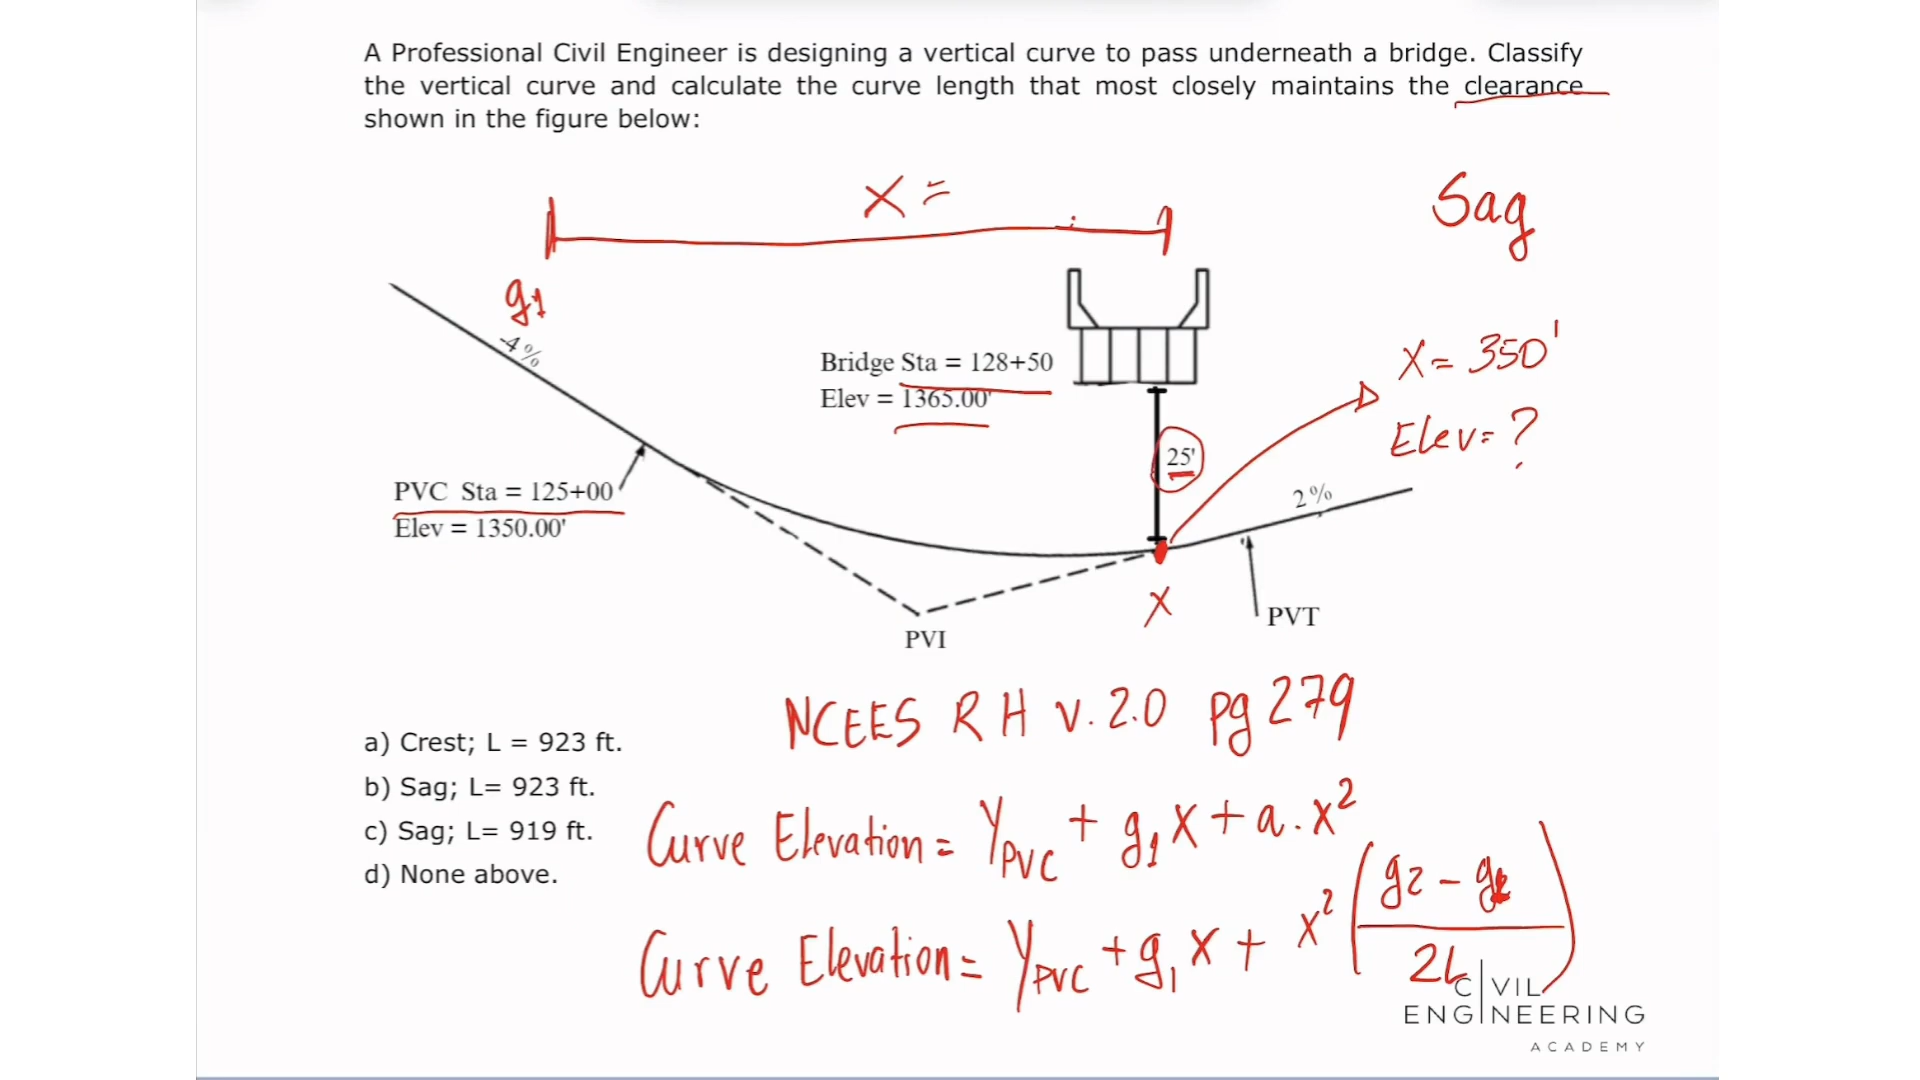 A Professional Civil Engineer is designing a vertical curve to pass underneath a bridge. Classify
the vertical curve and calculate the curve length that most closely maintains the clearance
shown in the figure below:
X =
Sag
g1
-4%
Bridge Sta = 128+50
Elev = 1365.00'
X = 350'
Elev = ?
25'
PVC Sta = 125+00
Elev = 1350.00'
2%
X
PVT
PVI
NCEES RH v.2.0 pg 279
a) Crest; L = 923 ft.
b) Sag; L= 923 ft.
c) Sag; L= 919 ft.
d) None above.
Curve Elevation = YPVC + g1 X + a . x²
Curve Elevation = YPVC + g1 X + x² (g2 - g1 / 2L)
CIVIL
ENGINEERING
ACADEMY